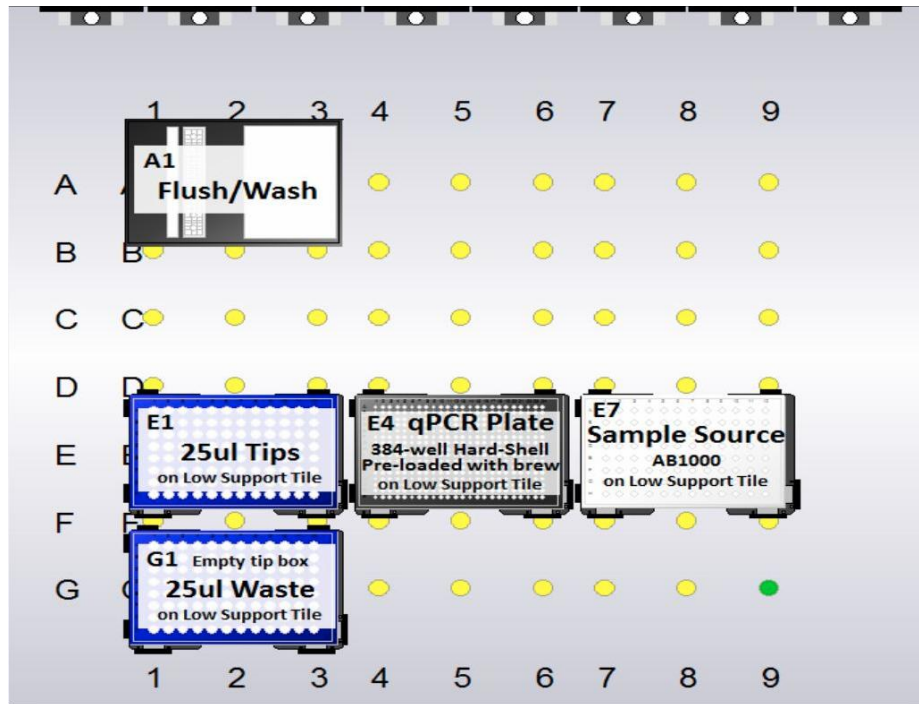 1 2 3 4 5 6 7 8 9
A1
Flush/Wash
A
B B
C C
D D
E1
25ul Tips
on Low Support Tile
E4 qPCR Plate
384-well Hard-Shell
Pre-loaded with brew
on Low Support Tile
E7
Sample Source
AB1000
on Low Support Tile
E
F F
G1 Empty tip box
25ul Waste
on Low Support Tile
G
1 2 3 4 5 6 7 8 9